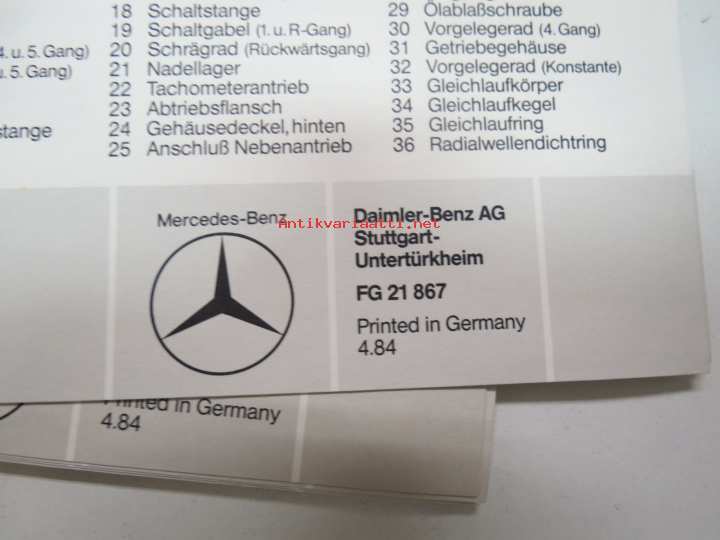 4. u. 5. Gang)
u. 5. Gang)
stange
18 Schaltstange
19 Schaltgabel (1. u. R-Gang)
20 Schrägrad (Rückwärtsgang)
21 Nadellager
22 Tachometerantrieb
23 Abtriebsflansch
24 Gehäusedeckel, hinten
25 Anschluß Nebenantrieb
29 Ölablaßschraube
30 Vorgelegerad (4. Gang)
31 Getriebegehäuse
32 Vorgelegerad (Konstante)
33 Gleichlaufkörper
34 Gleichlaufkegel
35 Gleichlaufring
36 Radialwellendichtring
Mercedes-Benz
Antikvariaatti.net
Daimler-Benz AG
Stuttgart-
Untertürkheim
FG 21 867
Printed in Germany
4.84
Printed in Germany
4.84